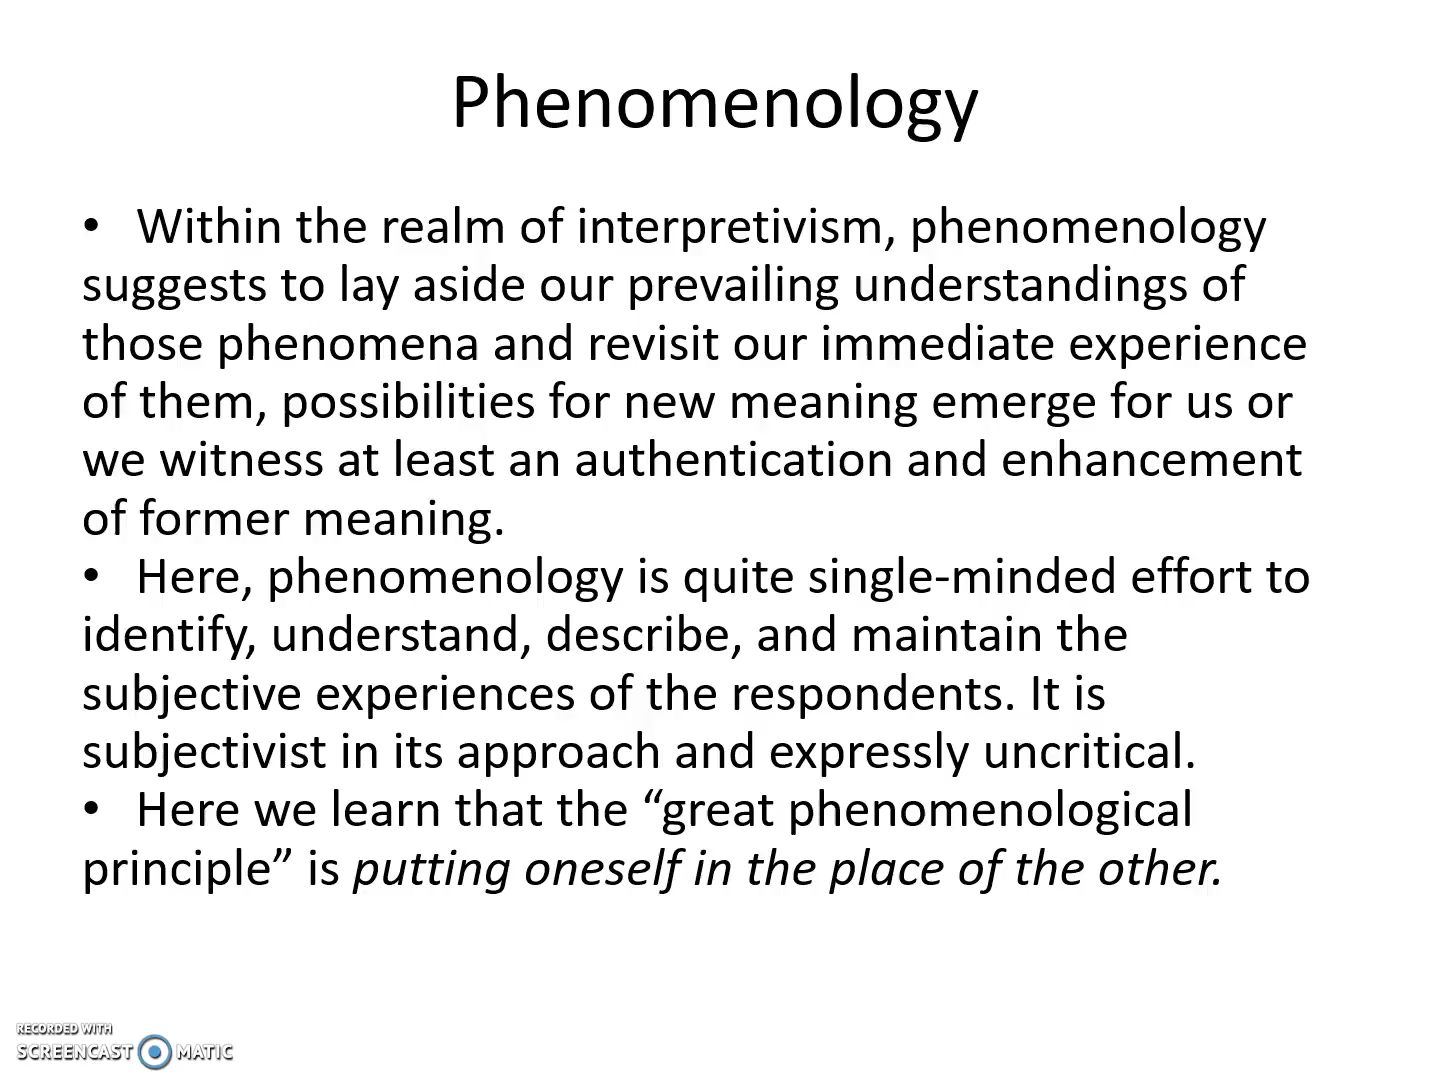 Phenomenology
• Within the realm of interpretivism, phenomenology
suggests to lay aside our prevailing understandings of
those phenomena and revisit our immediate experience
of them, possibilities for new meaning emerge for us or
we witness at least an authentication and enhancement
of former meaning.
• Here, phenomenology is quite single-minded effort to
identify, understand, describe, and maintain the
subjective experiences of the respondents. It is
subjectivist in its approach and expressly uncritical.
• Here we learn that the “great phenomenological
principle” is putting oneself in the place of the other.
RECORDED WITH
SCREENCAST MATIC